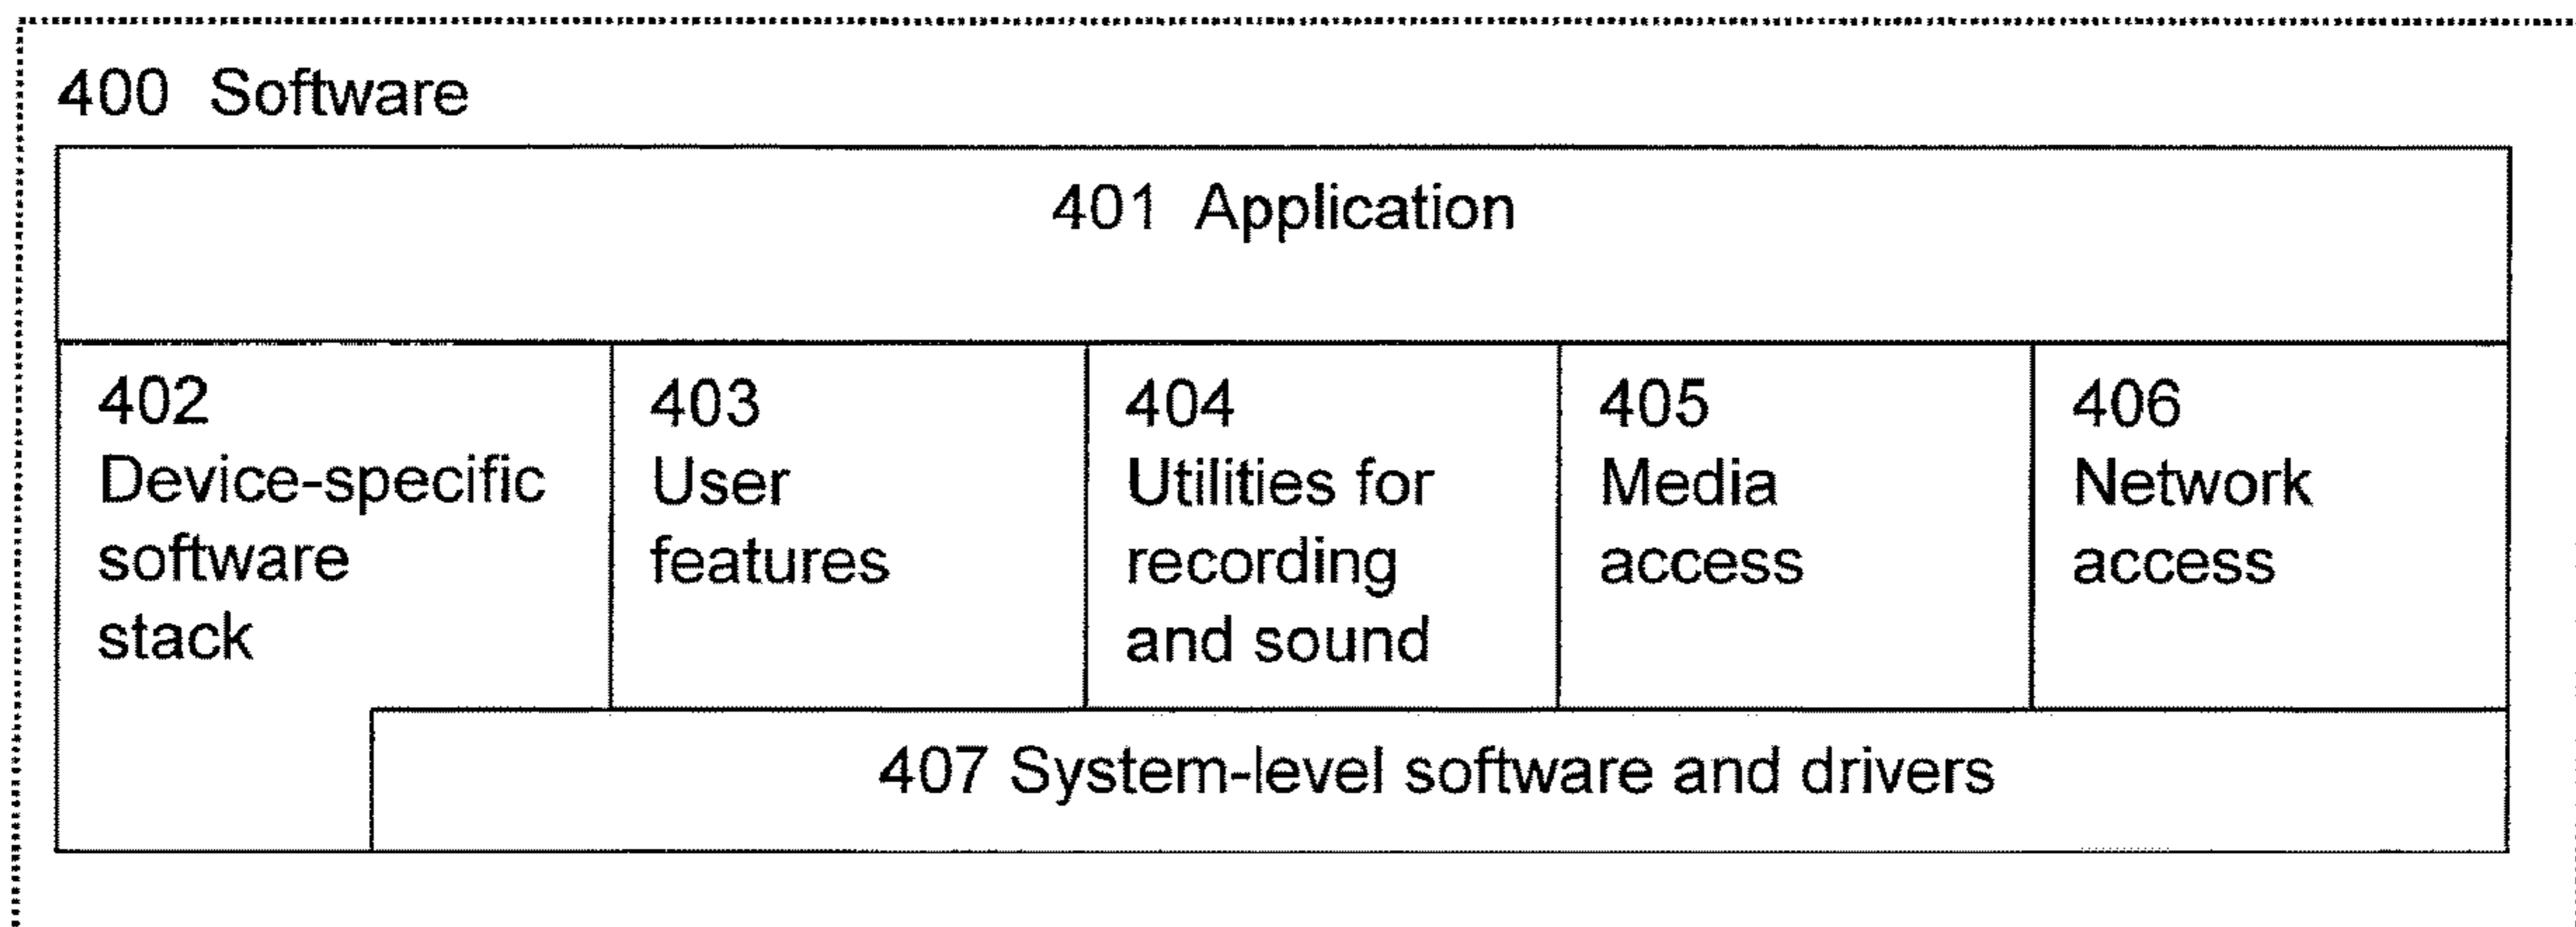 400 Software
401 Application
402
Device-specific
software
stack
403
User
features
404
Utilities for
recording
and sound
405
Media
access
406
Network
access
407 System-level software and drivers